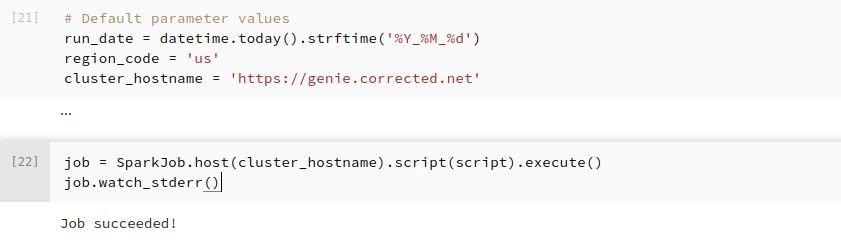 [21] # Default parameter values
run_date = datetime.today().strftime('%Y_%M_%d')
region_code = 'us'
cluster_hostname = 'https://genie.corrected.net'
...
[22] job = SparkJob.host(cluster_hostname).script(script).execute()
job.watch_stderr()
Job succeeded!